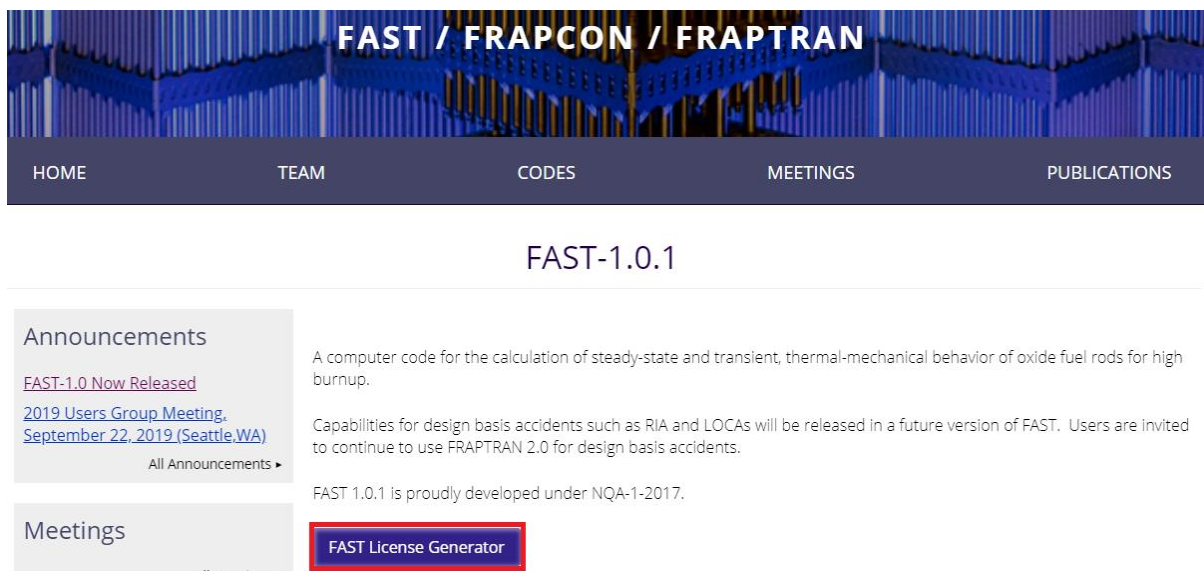 FAST / FRAPCON / FRAPTRAN
HOME TEAM CODES MEETINGS PUBLICATIONS
FAST-1.0.1
Announcements
FAST-1.0 Now Released
2019 Users Group Meeting,
September 22, 2019 (Seattle,WA)
All Announcements ▸
Meetings
A computer code for the calculation of steady-state and transient, thermal-mechanical behavior of oxide fuel rods for high
burnup.
Capabilities for design basis accidents such as RIA and LOCAs will be released in a future version of FAST. Users are invited
to continue to use FRAPTRAN 2.0 for design basis accidents.
FAST 1.0.1 is proudly developed under NQA-1-2017.
FAST License Generator